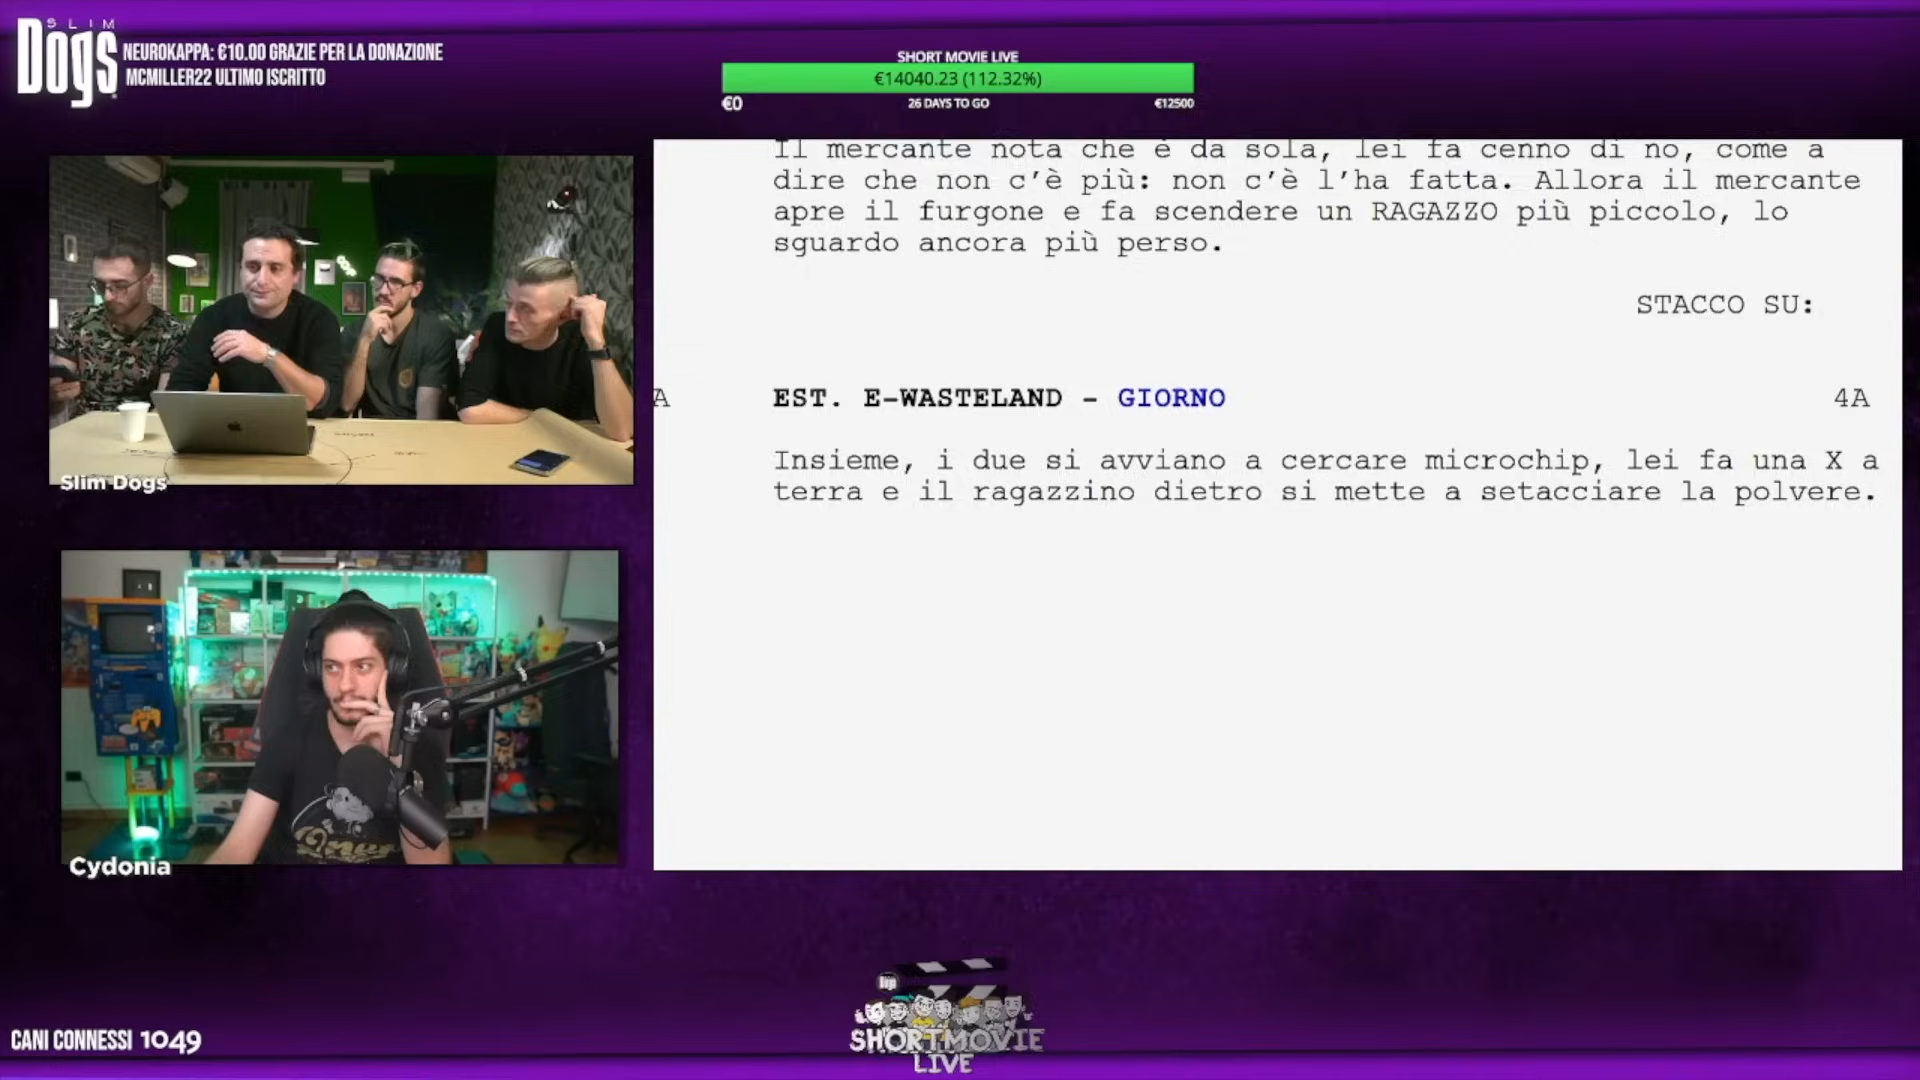 SLIM
Dogs
NEUROKAPPA: €10.00 GRAZIE PER LA DONAZIONE
MCMILLER22 ULTIMO ISCRITTO
SHORT MOVIE LIVE
€14040.23 (112.32%)
€0
26 DAYS TO GO
€12500
Il mercante nota che è da sola, lei fa cenno di no, come a
dire che non c'è più: non c'è l'ha fatta. Allora il mercante
apre il furgone e fa scendere un RAGAZZO più piccolo, lo
sguardo ancora più perso.
STACCO SU:
A EST. E-WASTELAND - GIORNO 4A
Insieme, i due si avviano a cercare microchip, lei fa una X a
terra e il ragazzino dietro si mette a setacciare la polvere.
Slim Dogs
Cydonia
SHORTMOVIE
LIVE
CANI CONNESSI 1049